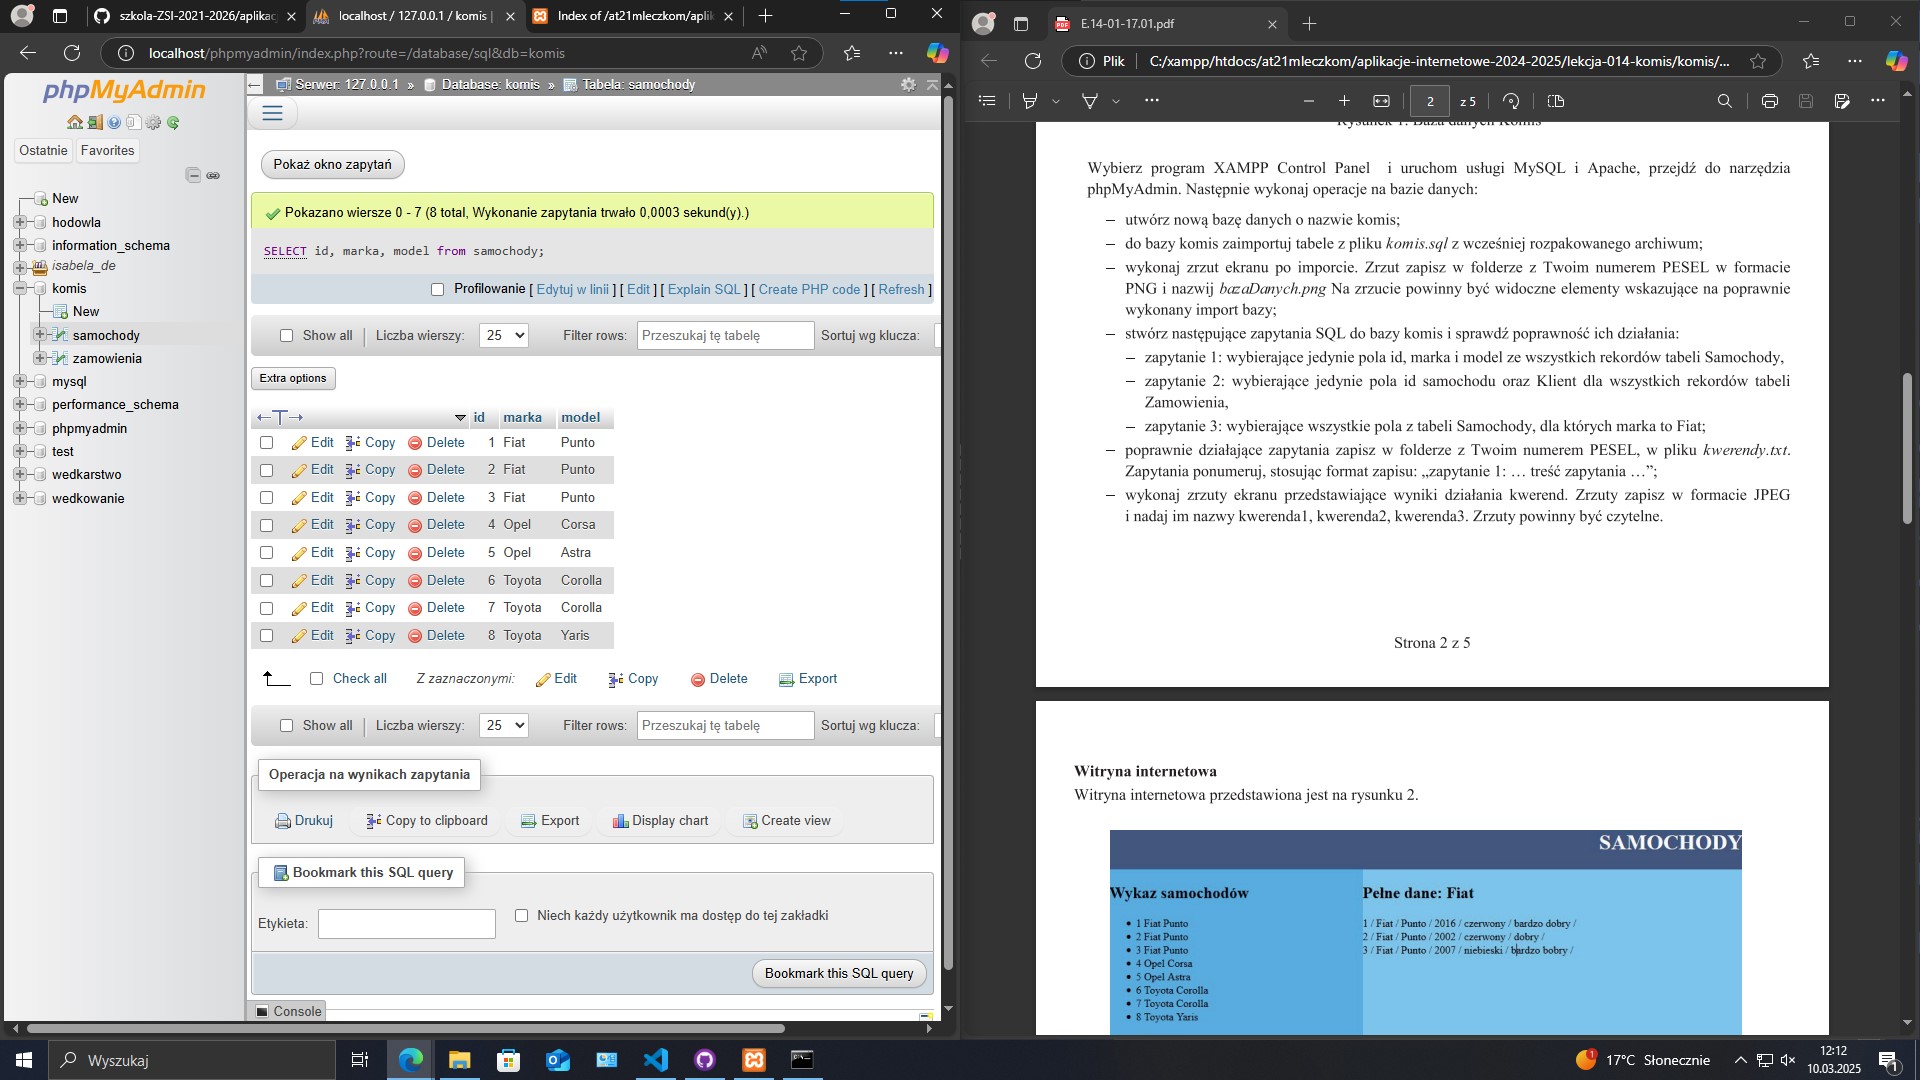 szkola-ZSI-2021-2026/aplikac
localhost / 127.0.0.1 / komis |
Index of /at21mleczkom/aplik
localhost/phpmyadmin/index.php?route=/database/sql&db=komis
phpMyAdmin
Ostatnie
Favorites
New
hodowla
information_schema
isabela_de
komis
New
samochody
zamowienia
mysql
performance_schema
phpmyadmin
test
wedkarstwo
wedkowanie
Serwer: 127.0.0.1 » Database: komis » Tabela: samochody
Pokaż okno zapytań
Pokazano wiersze 0 - 7 (8 total, Wykonanie zapytania trwało 0,0003 sekund(y).)
SELECT id, marka, model from samochody;
Profilowanie [ Edytuj w linii ] [ Edit ] [ Explain SQL ] [ Create PHP code ] [ Refresh ]
Show all
Liczba wierszy:
25
Filter rows:
Przeszukaj tę tabelę
Sortuj wg klucza:
Extra options
id marka model
Edit Copy Delete 1 Fiat Punto
Edit Copy Delete 2 Fiat Punto
Edit Copy Delete 3 Fiat Punto
Edit Copy Delete 4 Opel Corsa
Edit Copy Delete 5 Opel Astra
Edit Copy Delete 6 Toyota Corolla
Edit Copy Delete 7 Toyota Corolla
Edit Copy Delete 8 Toyota Yaris
Check all
Z zaznaczonymi:
Edit
Copy
Delete
Export
Show all
Liczba wierszy:
25
Filter rows:
Przeszukaj tę tabelę
Sortuj wg klucza:
Operacja na wynikach zapytania
Drukuj
Copy to clipboard
Export
Display chart
Create view
Bookmark this SQL query
Etykieta:
Niech każdy użytkownik ma dostęp do tej zakładki
Bookmark this SQL query
Console
E.14-01-17.01.pdf
Plik
C:/xampp/htdocs/at21mleczkom/aplikacje-internetowe-2024-2025/lekcja-014-komis/komis/...
2
z 5
Rysunek 1. Baza danych Komis
Wybierz program XAMPP Control Panel i uruchom usługi MySQL i Apache, przejdź do narzędzia
phpMyAdmin. Następnie wykonaj operacje na bazie danych:
– utwórz nową bazę danych o nazwie komis;
– do bazy komis zaimportuj tabele z pliku komis.sql z wcześniej rozpakowanego archiwum;
– wykonaj zrzut ekranu po imporcie. Zrzut zapisz w folderze z Twoim numerem PESEL w formacie
PNG i nazwij bazaDanych.png Na zrzucie powinny być widoczne elementy wskazujące na poprawnie
wykonany import bazy;
– stwórz następujące zapytania SQL do bazy komis i sprawdź poprawność ich działania:
– zapytanie 1: wybierające jedynie pola id, marka i model ze wszystkich rekordów tabeli Samochody,
– zapytanie 2: wybierające jedynie pola id samochodu oraz Klient dla wszystkich rekordów tabeli
Zamowienia,
– zapytanie 3: wybierające wszystkie pola z tabeli Samochody, dla których marka to Fiat;
– poprawnie działające zapytania zapisz w folderze z Twoim numerem PESEL, w pliku kwerendy.txt.
Zapytania ponumeruj, stosując format zapisu: „zapytanie 1: … treść zapytania …”;
– wykonaj zrzuty ekranu przedstawiające wyniki działania kwerend. Zrzuty zapisz w formacie JPEG
i nadaj im nazwy kwerenda1, kwerenda2, kwerenda3. Zrzuty powinny być czytelne.
Strona 2 z 5
Witryna internetowa
Witryna internetowa przedstawiona jest na rysunku 2.
SAMOCHODY
Wykaz samochodów
• 1 Fiat Punto
• 2 Fiat Punto
• 3 Fiat Punto
• 4 Opel Corsa
• 5 Opel Astra
• 6 Toyota Corolla
• 7 Toyota Corolla
• 8 Toyota Yaris
Pełne dane: Fiat
1 / Fiat / Punto / 2016 / czerwony / bardzo dobry /
2 / Fiat / Punto / 2002 / czerwony / dobry /
3 / Fiat / Punto / 2007 / niebieski / bardzo bobry /
Wyszukaj
1
17°C Słonecznie
12:12
10.03.2025
1